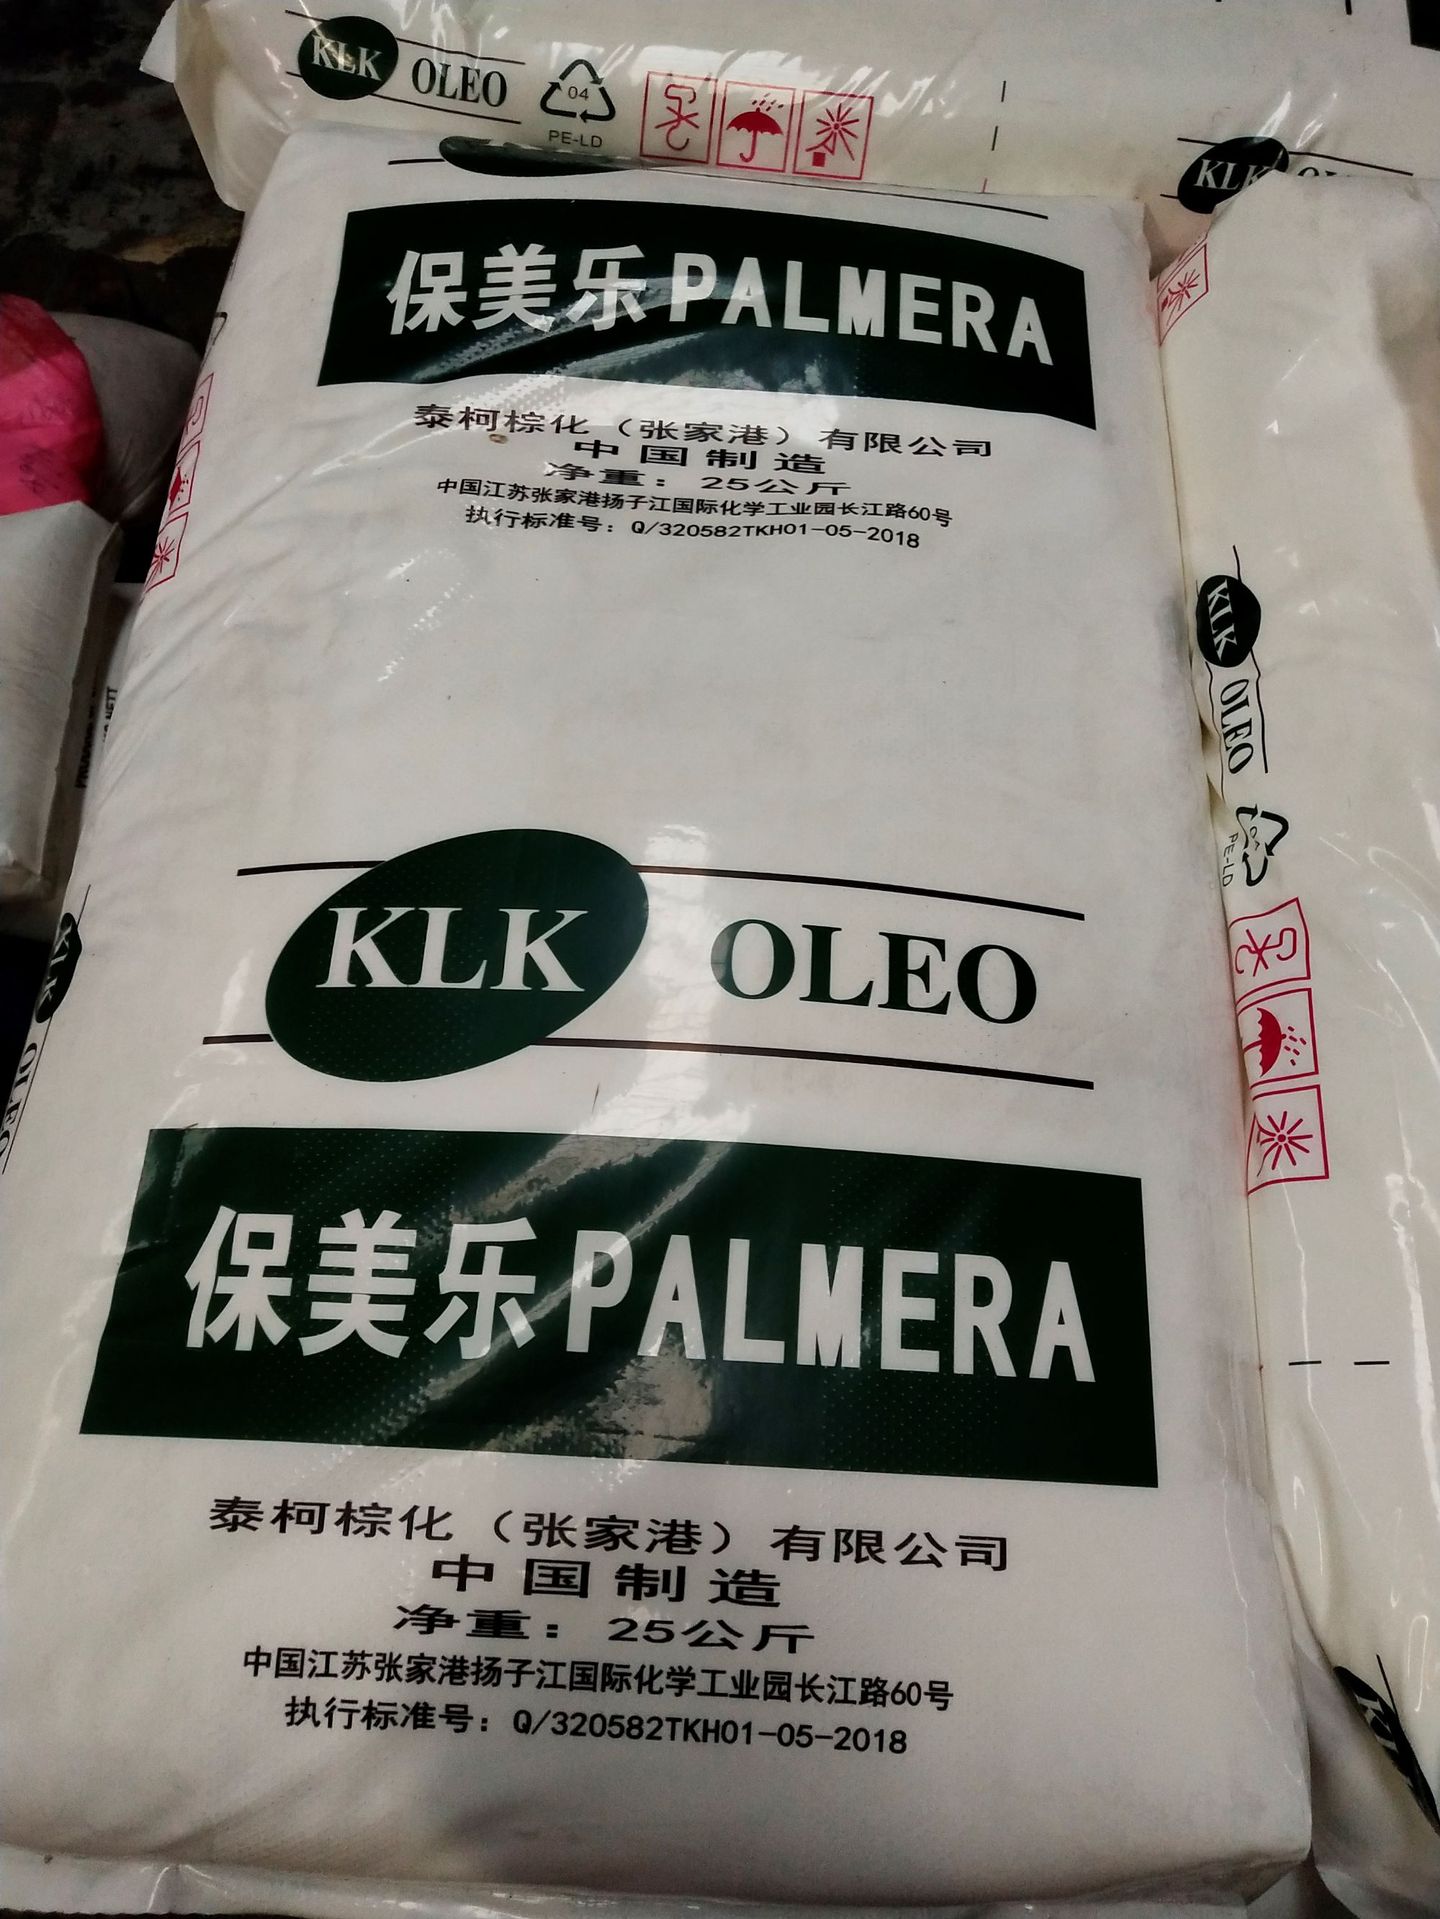 KLK OLEO
04
PE-LD
KLK
保美乐PALMERA
泰柯棕化（张家港）有限公司
中国制造
净重：25公斤
中国江苏张家港扬子江国际化学工业园长江路60号
执行标准号：Q/320582TKH01-05-2018
KLK OLEO
PE-LD
KLK OLEO
保美乐PALMERA
泰柯棕化（张家港）有限公司
中国制造
净重：25公斤
中国江苏张家港扬子江国际化学工业园长江路60号
执行标准号：Q/320582TKH01-05-2018
KLK OLEO